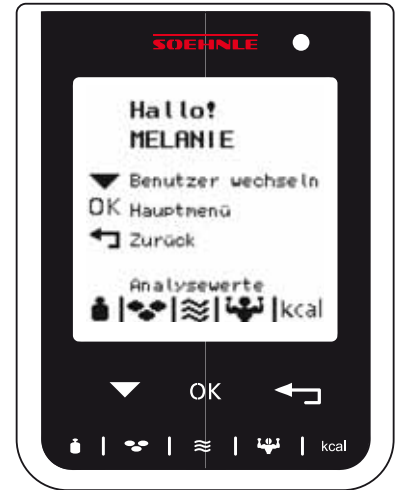 SOEHNLE
Hallo!
MELANIE
Benutzer wechseln
OK Hauptmenü
Zurück
Analysewerte
kcal
OK
kcal